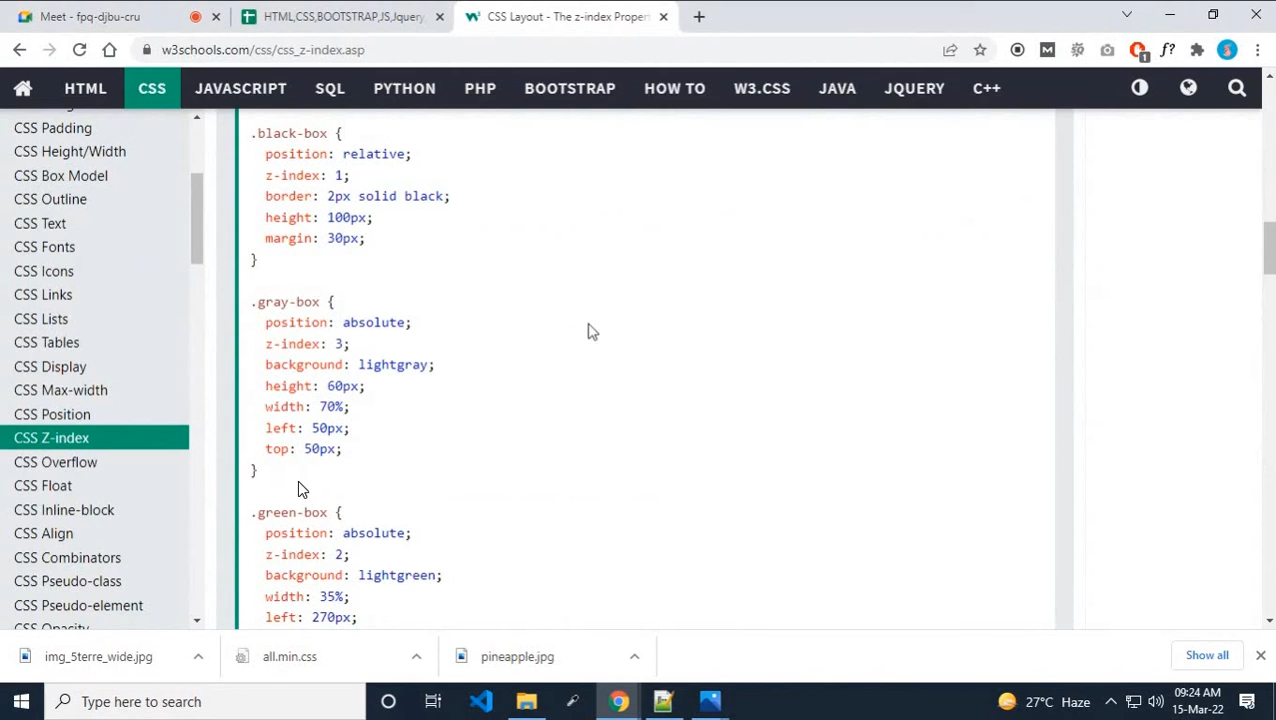 Meet - fpq-djbu-cru
HTML,CSS,BOOTSTRAP,JS,Jquery,
CSS Layout - The z-index Propert
w3schools.com/css/css_z-index.asp
HTML CSS JAVASCRIPT SQL PYTHON PHP BOOTSTRAP HOW TO W3.CSS JAVA JQUERY C++
CSS Padding
CSS Height/Width
CSS Box Model
CSS Outline
CSS Text
CSS Fonts
CSS Icons
CSS Links
CSS Lists
CSS Tables
CSS Display
CSS Max-width
CSS Position
CSS Z-index
CSS Overflow
CSS Float
CSS Inline-block
CSS Align
CSS Combinators
CSS Pseudo-class
CSS Pseudo-element
CSS Opacity
.black-box {
position: relative;
z-index: 1;
border: 2px solid black;
height: 100px;
margin: 30px;
}
.gray-box {
position: absolute;
z-index: 3;
background: lightgray;
height: 60px;
width: 70%;
left: 50px;
top: 50px;
}
.green-box {
position: absolute;
z-index: 2;
background: lightgreen;
width: 35%;
left: 270px;
img_5terre_wide.jpg
all.min.css
pineapple.jpg
Show all
Type here to search
27°C Haze
09:24 AM
15-Mar-22